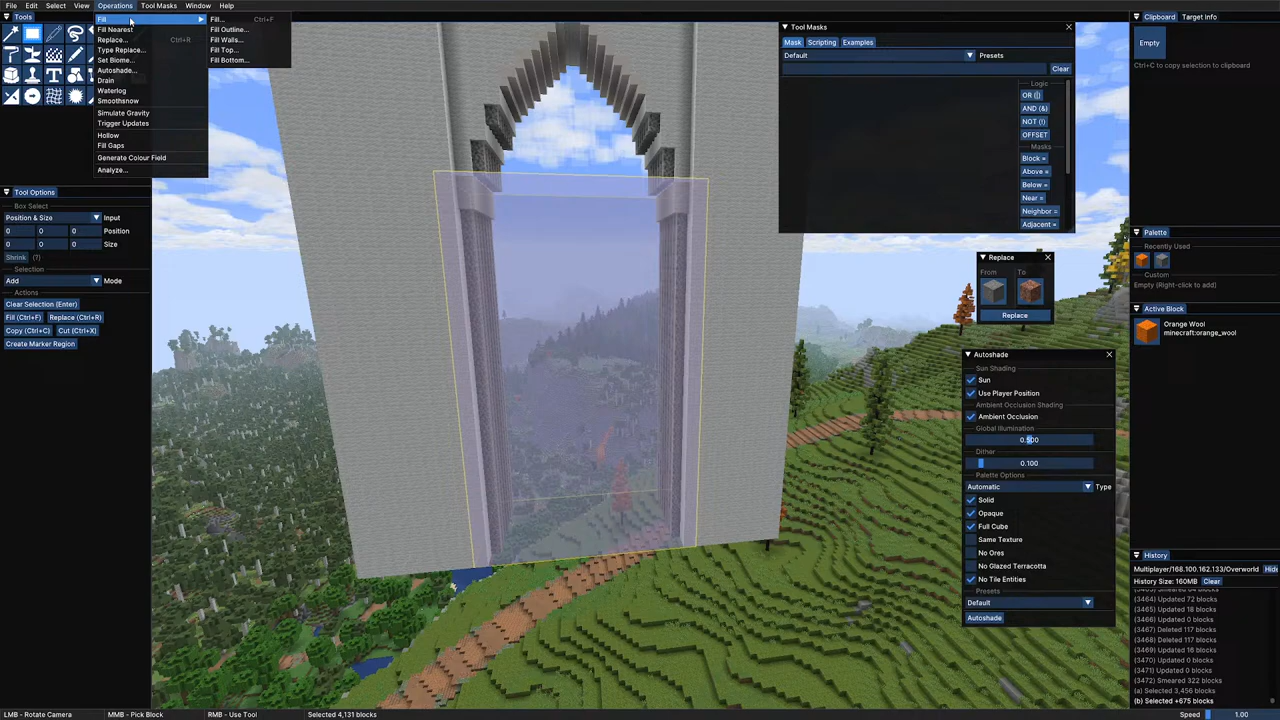 File Edit Select View Operations Tool Masks Window Help
Tools
Fill
Fill Nearest
Replace... Ctrl+R
Type Replace...
Set Biome...
Autoshade...
Drain
Waterlog
Smoothsnow
Simulate Gravity
Trigger Updates
Hollow
Fill Gaps
Generate Colour Field
Analyze...
Fill... Ctrl+F
Fill Outline...
Fill Walls...
Fill Top...
Fill Bottom...
Tool Options
Box Select
Position & Size Input
0 0 0 Position
0 0 0 Size
Shrink (?)
Selection
Add Mode
Actions
Clear Selection (Enter)
Fill (Ctrl+F) Replace (Ctrl+R)
Copy (Ctrl+C) Cut (Ctrl+X)
Create Marker Region
Tool Masks
Mask Scripting Examples
Default Presets
Clear
Logic
OR (|)
AND (&)
NOT (!)
OFFSET
Masks
Block =
Above =
Below =
Near =
Neighbor =
Adjacent =
Replace
From To
Replace
Autoshade
Sun Shading
Sun
Use Player Position
Ambient Occlusion Shading
Ambient Occlusion
Global Illumination
0.500
Dither
0.100
Palette Options
Automatic Type
Solid
Opaque
Full Cube
Same Texture
No Ores
No Glazed Terracotta
No Tile Entities
Presets
Default
Autoshade
Clipboard Target Info
Empty
Ctrl+C to copy selection to clipboard
Palette
Recently Used
Custom
Empty (Right-click to add)
Active Block
Orange Wool
minecraft:orange_wool
History
Multiplayer/168.100.162.133/Overworld Hide
History Size: 160MB Clear
(3464) Updated 72 blocks
(3465) Updated 18 blocks
(3466) Updated 0 blocks
(3467) Deleted 117 blocks
(3468) Deleted 117 blocks
(3469) Updated 16 blocks
(3470) Updated 0 blocks
(3471) Updated 0 blocks
(3472) Smeared 322 blocks
(a) Selected 3,456 blocks
(b) Selected +675 blocks
LMB - Rotate Camera MMB - Pick Block RMB - Use Tool Selected 4,131 blocks Speed 1.00